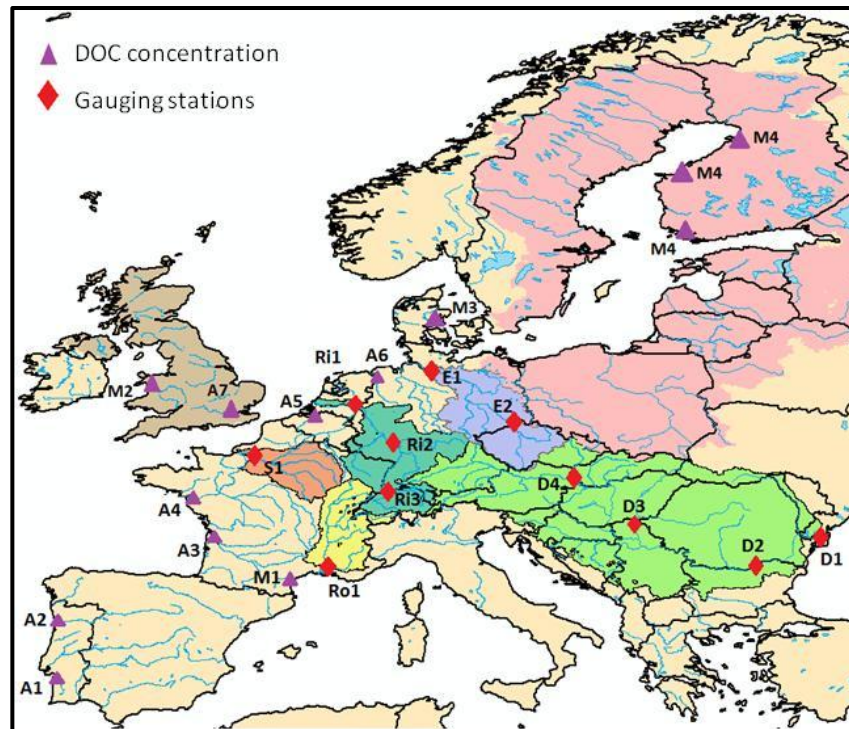 DOC concentration
Gauging stations
M4
M4
M4
M3
Ri1
A6
E1
M2
A7
A5
E2
Ri2
S1
D4
Ri3
A4
D3
A3
D1
D2
M1
Ro1
A2
A1